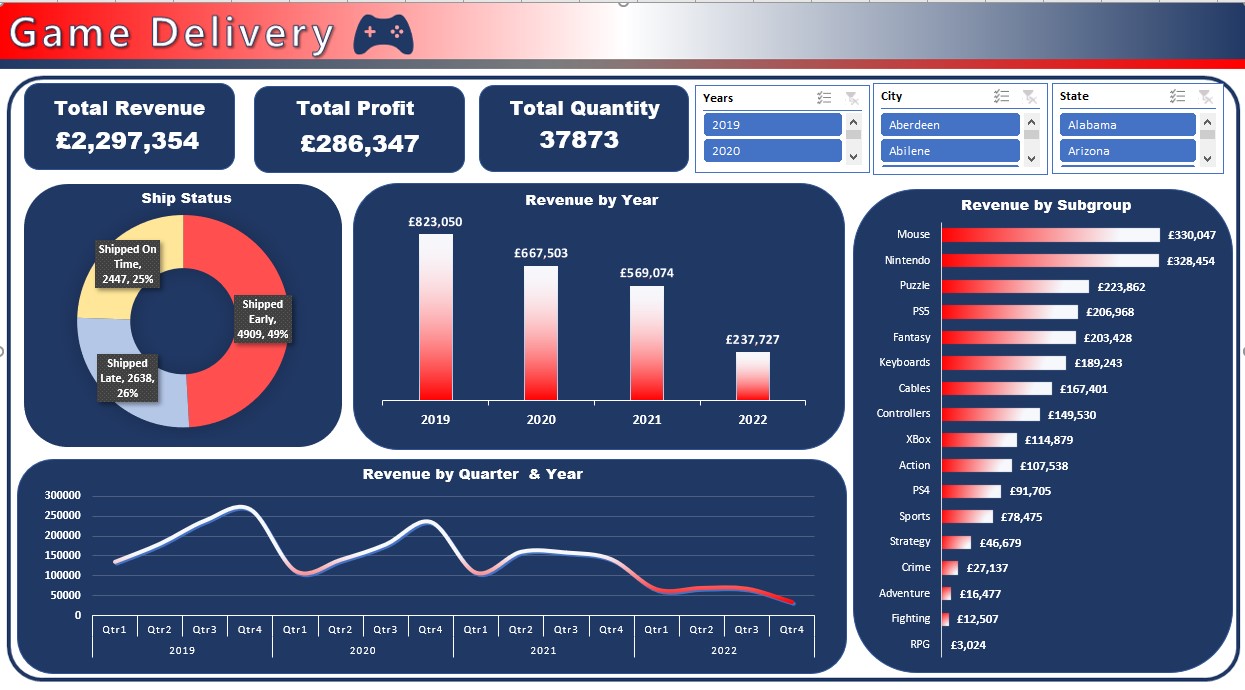 Game Delivery
Total Revenue
£2,297,354
Total Profit
£286,347
Total Quantity
37873
Years
2019
2020
City
Aberdeen
Abilene
State
Alabama
Arizona
Ship Status
Shipped On
Time,
2447, 25%
Shipped
Early,
4909, 49%
Shipped
Late, 2638,
26%
Revenue by Year
£823,050
£667,503
£569,074
£237,727
2019
2020
2021
2022
Revenue by Quarter & Year
300000
250000
200000
150000
100000
50000
0
Qtr1 Qtr2 Qtr3 Qtr4 Qtr1 Qtr2 Qtr3 Qtr4 Qtr1 Qtr2 Qtr3 Qtr4 Qtr1 Qtr2 Qtr3 Qtr4
2019 2020 2021 2022
Revenue by Subgroup
Mouse £330,047
Nintendo £328,454
Puzzle £223,862
PS5 £206,968
Fantasy £203,428
Keyboards £189,243
Cables £167,401
Controllers £149,530
XBox £114,879
Action £107,538
PS4 £91,705
Sports £78,475
Strategy £46,679
Crime £27,137
Adventure £16,477
Fighting £12,507
RPG £3,024